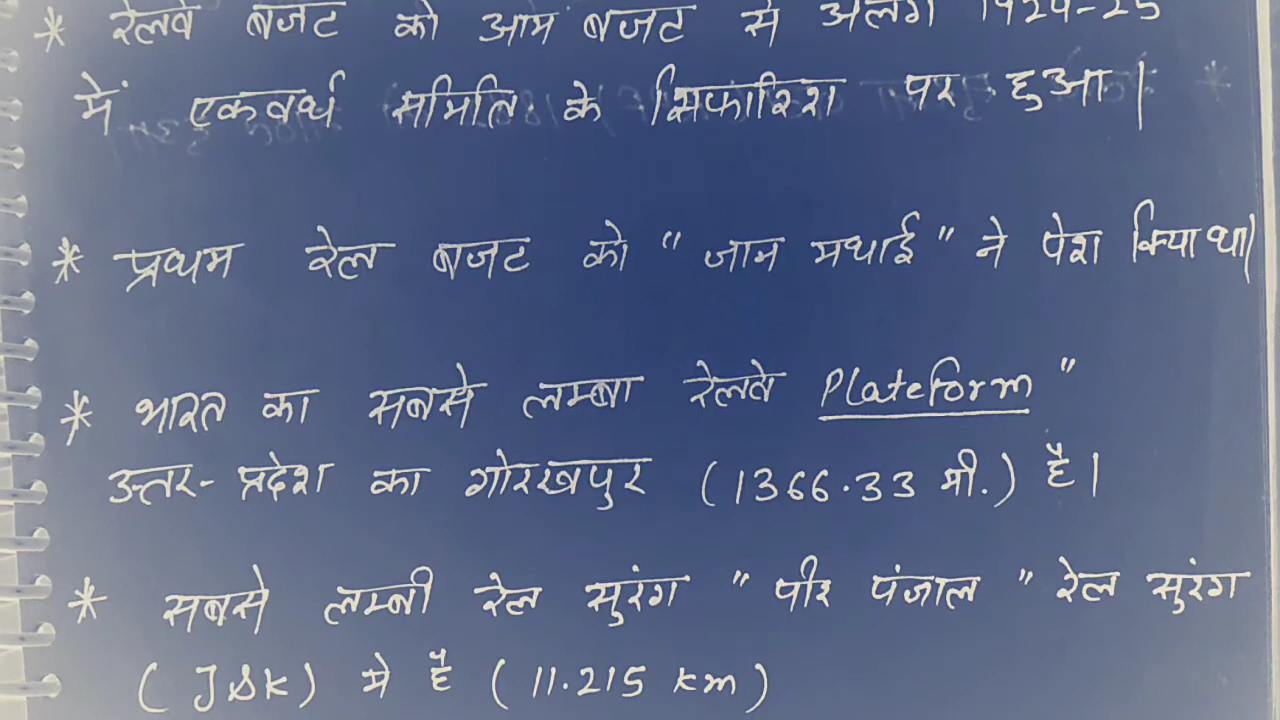 * रेलवे बजट को आम बजट से अलग 1924-25
में एकवर्थ समिति के सिफारिश पर हुआ।
* प्रथम रेल बजट को "जान मथाई" ने पेश किया था।
* भारत का सबसे लम्बा रेलवे Plateform"
उत्तर-प्रदेश का गोरखपुर (1366.33 मी.) है।
* सबसे लम्बी रेल सुरंग "पीर पंजाल" रेल सुरंग
(J&K) मे है (11.215 km)